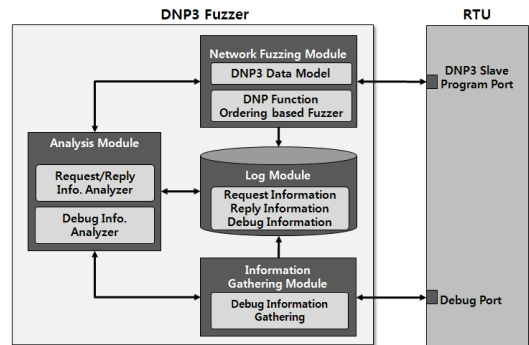 DNP3 Fuzzer
RTU
Network Fuzzing Module
DNP3 Data Model
DNP Function
Ordering based Fuzzer
DNP3 Slave
Program Port
Analysis Module
Request/Reply
Info. Analyzer
Debug Info.
Analyzer
Log Module
Request Information
Reply Information
Debug Information
Information
Gathering Module
Debug Information
Gathering
Debug Port